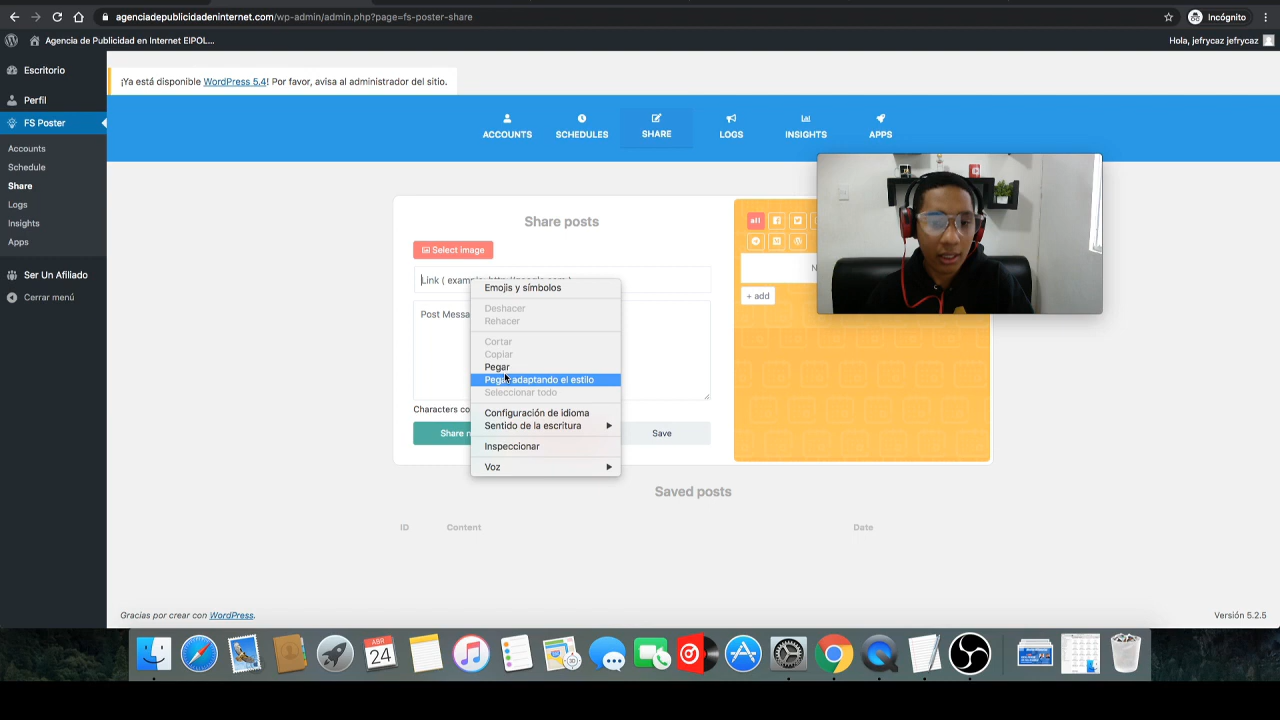 agenciadepublicidadeninternet.com/wp-admin/admin.php?page=fs-poster-share
Incógnito
Agencia de Publicidad en Internet EIPOL...
Hola, jefrycaz jefrycaz
Escritorio
Perfil
FS Poster
Accounts
Schedule
Share
Logs
Insights
Apps
Ser Un Afiliado
Cerrar menú
¡Ya está disponible WordPress 5.4! Por favor, avisa al administrador del sitio.
ACCOUNTS
SCHEDULES
SHARE
LOGS
INSIGHTS
APPS
Share posts
Select image
Link ( example
Post Messa
Characters co
Share n
Save
Emojis y símbolos
Deshacer
Rehacer
Cortar
Copiar
Pegar
Pegar adaptando el estilo
Seleccionar todo
Configuración de idioma
Sentido de la escritura
Inspeccionar
Voz
all
N
+ add
Saved posts
ID Content Date
Gracias por crear con WordPress.
Versión 5.2.5
ABR
24